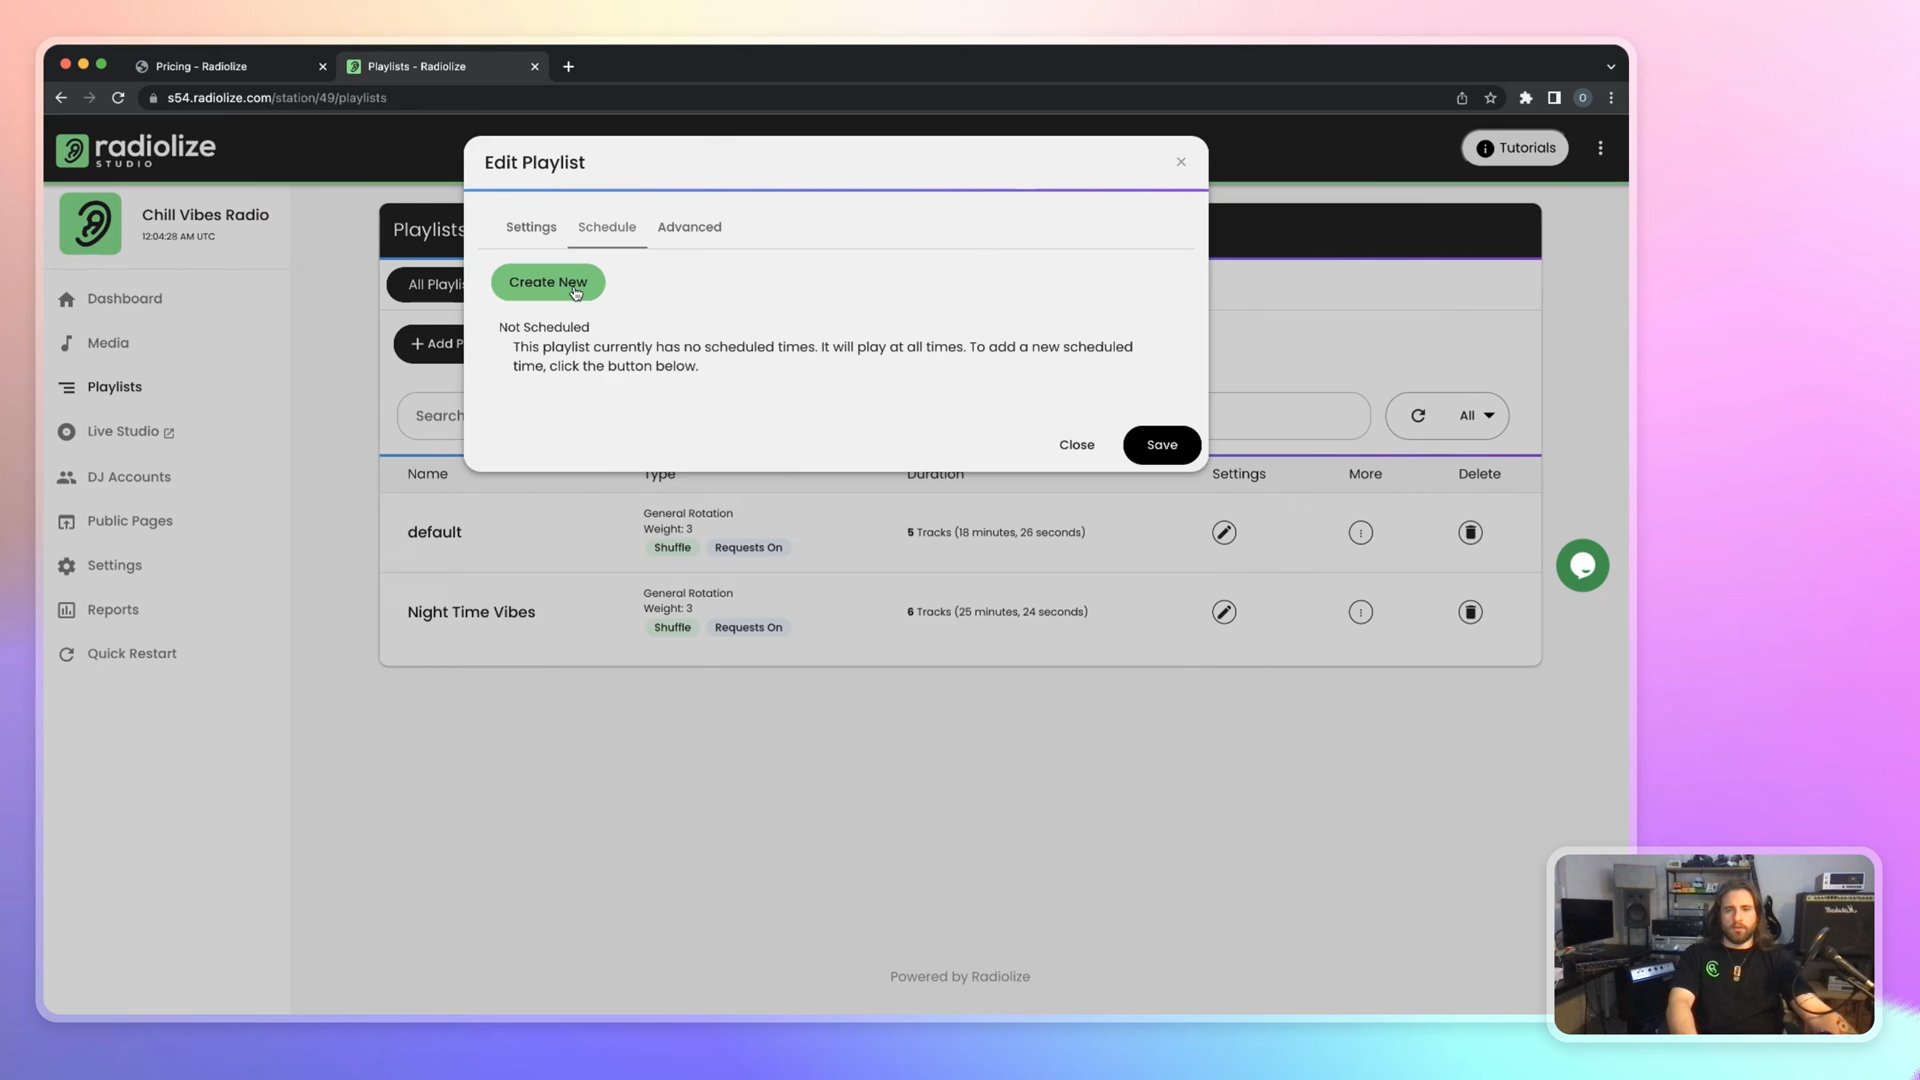 Pricing - Radiolize
Playlists - Radiolize
s54.radiolize.com/station/49/playlists
O
radiolize
STUDIO
Tutorials
Chill Vibes Radio
12:04:28 AM UTC
Dashboard
Media
Playlists
Live Studio
DJ Accounts
Public Pages
Settings
Reports
Quick Restart
Edit Playlist
Settings Schedule Advanced
Create New
Not Scheduled
This playlist currently has no scheduled times. It will play at all times. To add a new scheduled
time, click the button below.
Close Save
Playlists
All Playli
+ Add P
Search
All
Name Type Duration Settings More Delete
default
General Rotation
Weight: 3
Shuffle Requests On
5 Tracks (18 minutes, 26 seconds)
Night Time Vibes
General Rotation
Weight: 3
Shuffle Requests On
6 Tracks (25 minutes, 24 seconds)
Powered by Radiolize